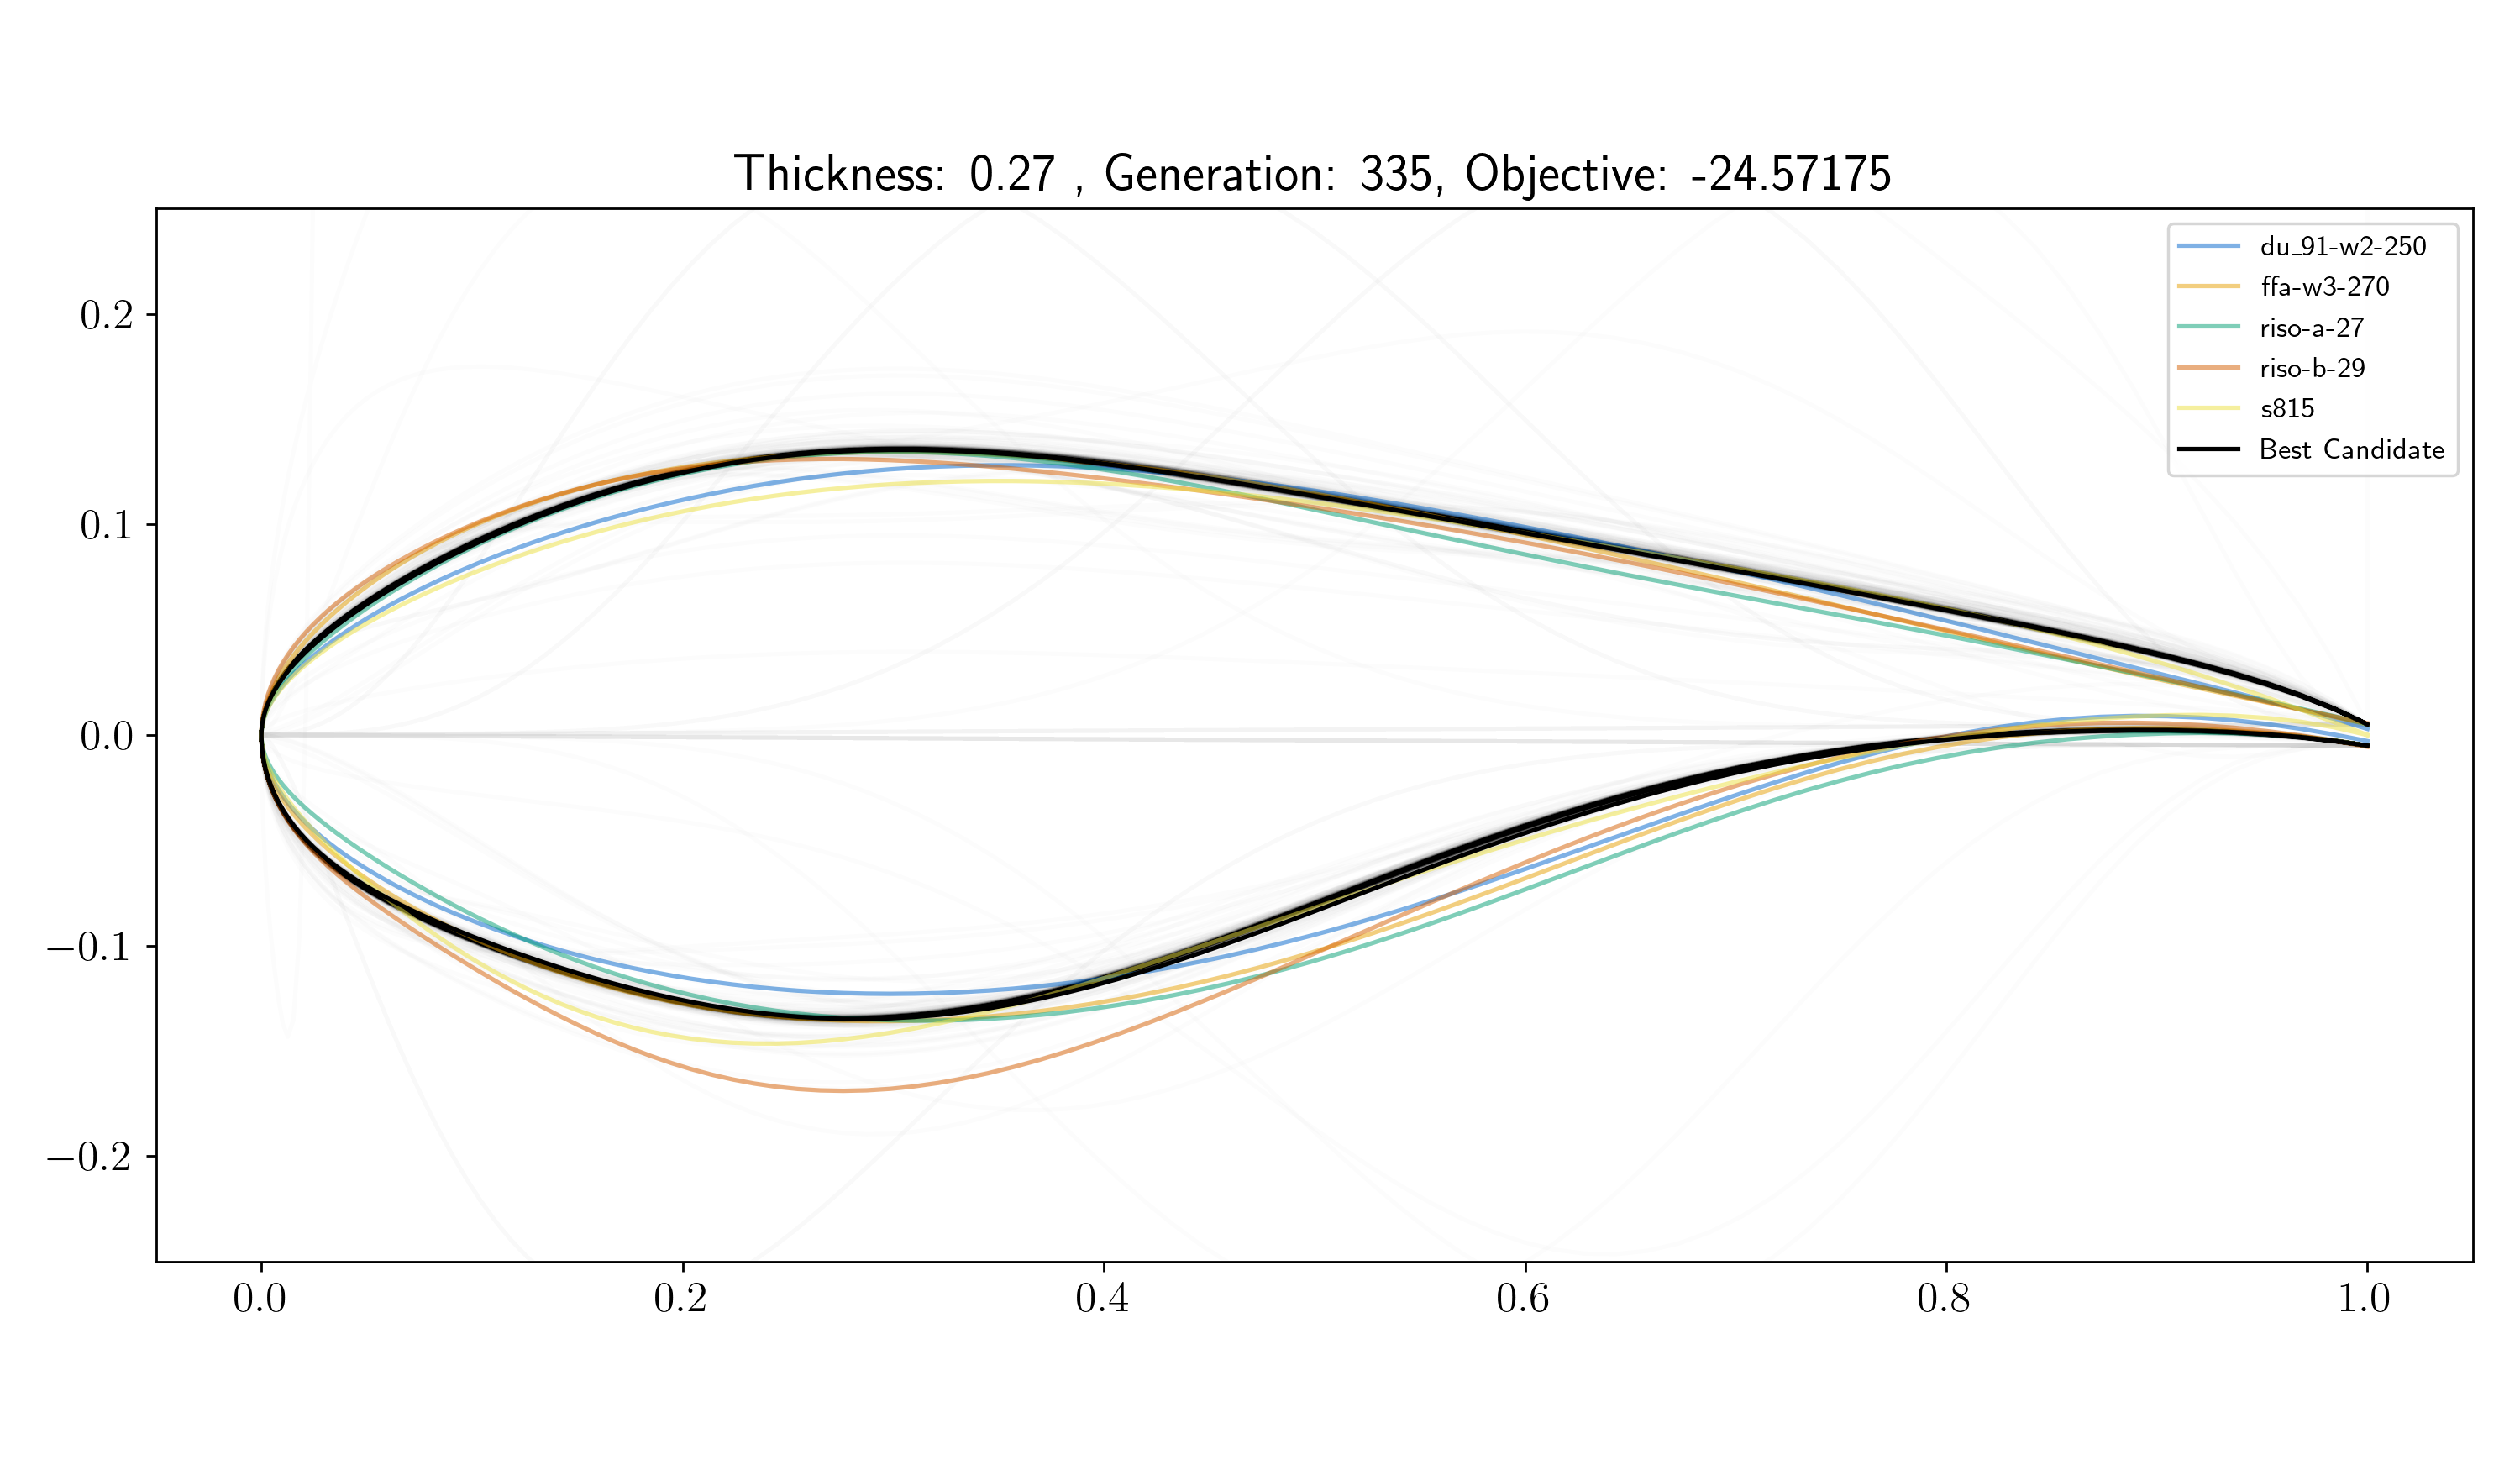 Thickness: 0.27 , Generation: 335, Objective: -24.57175
du_91-w2-250
ffa-w3-270
riso-a-27
riso-b-29
s815
Best Candidate
0.2
0.1
0.0
−0.1
−0.2
0.0 0.2 0.4 0.6 0.8 1.0